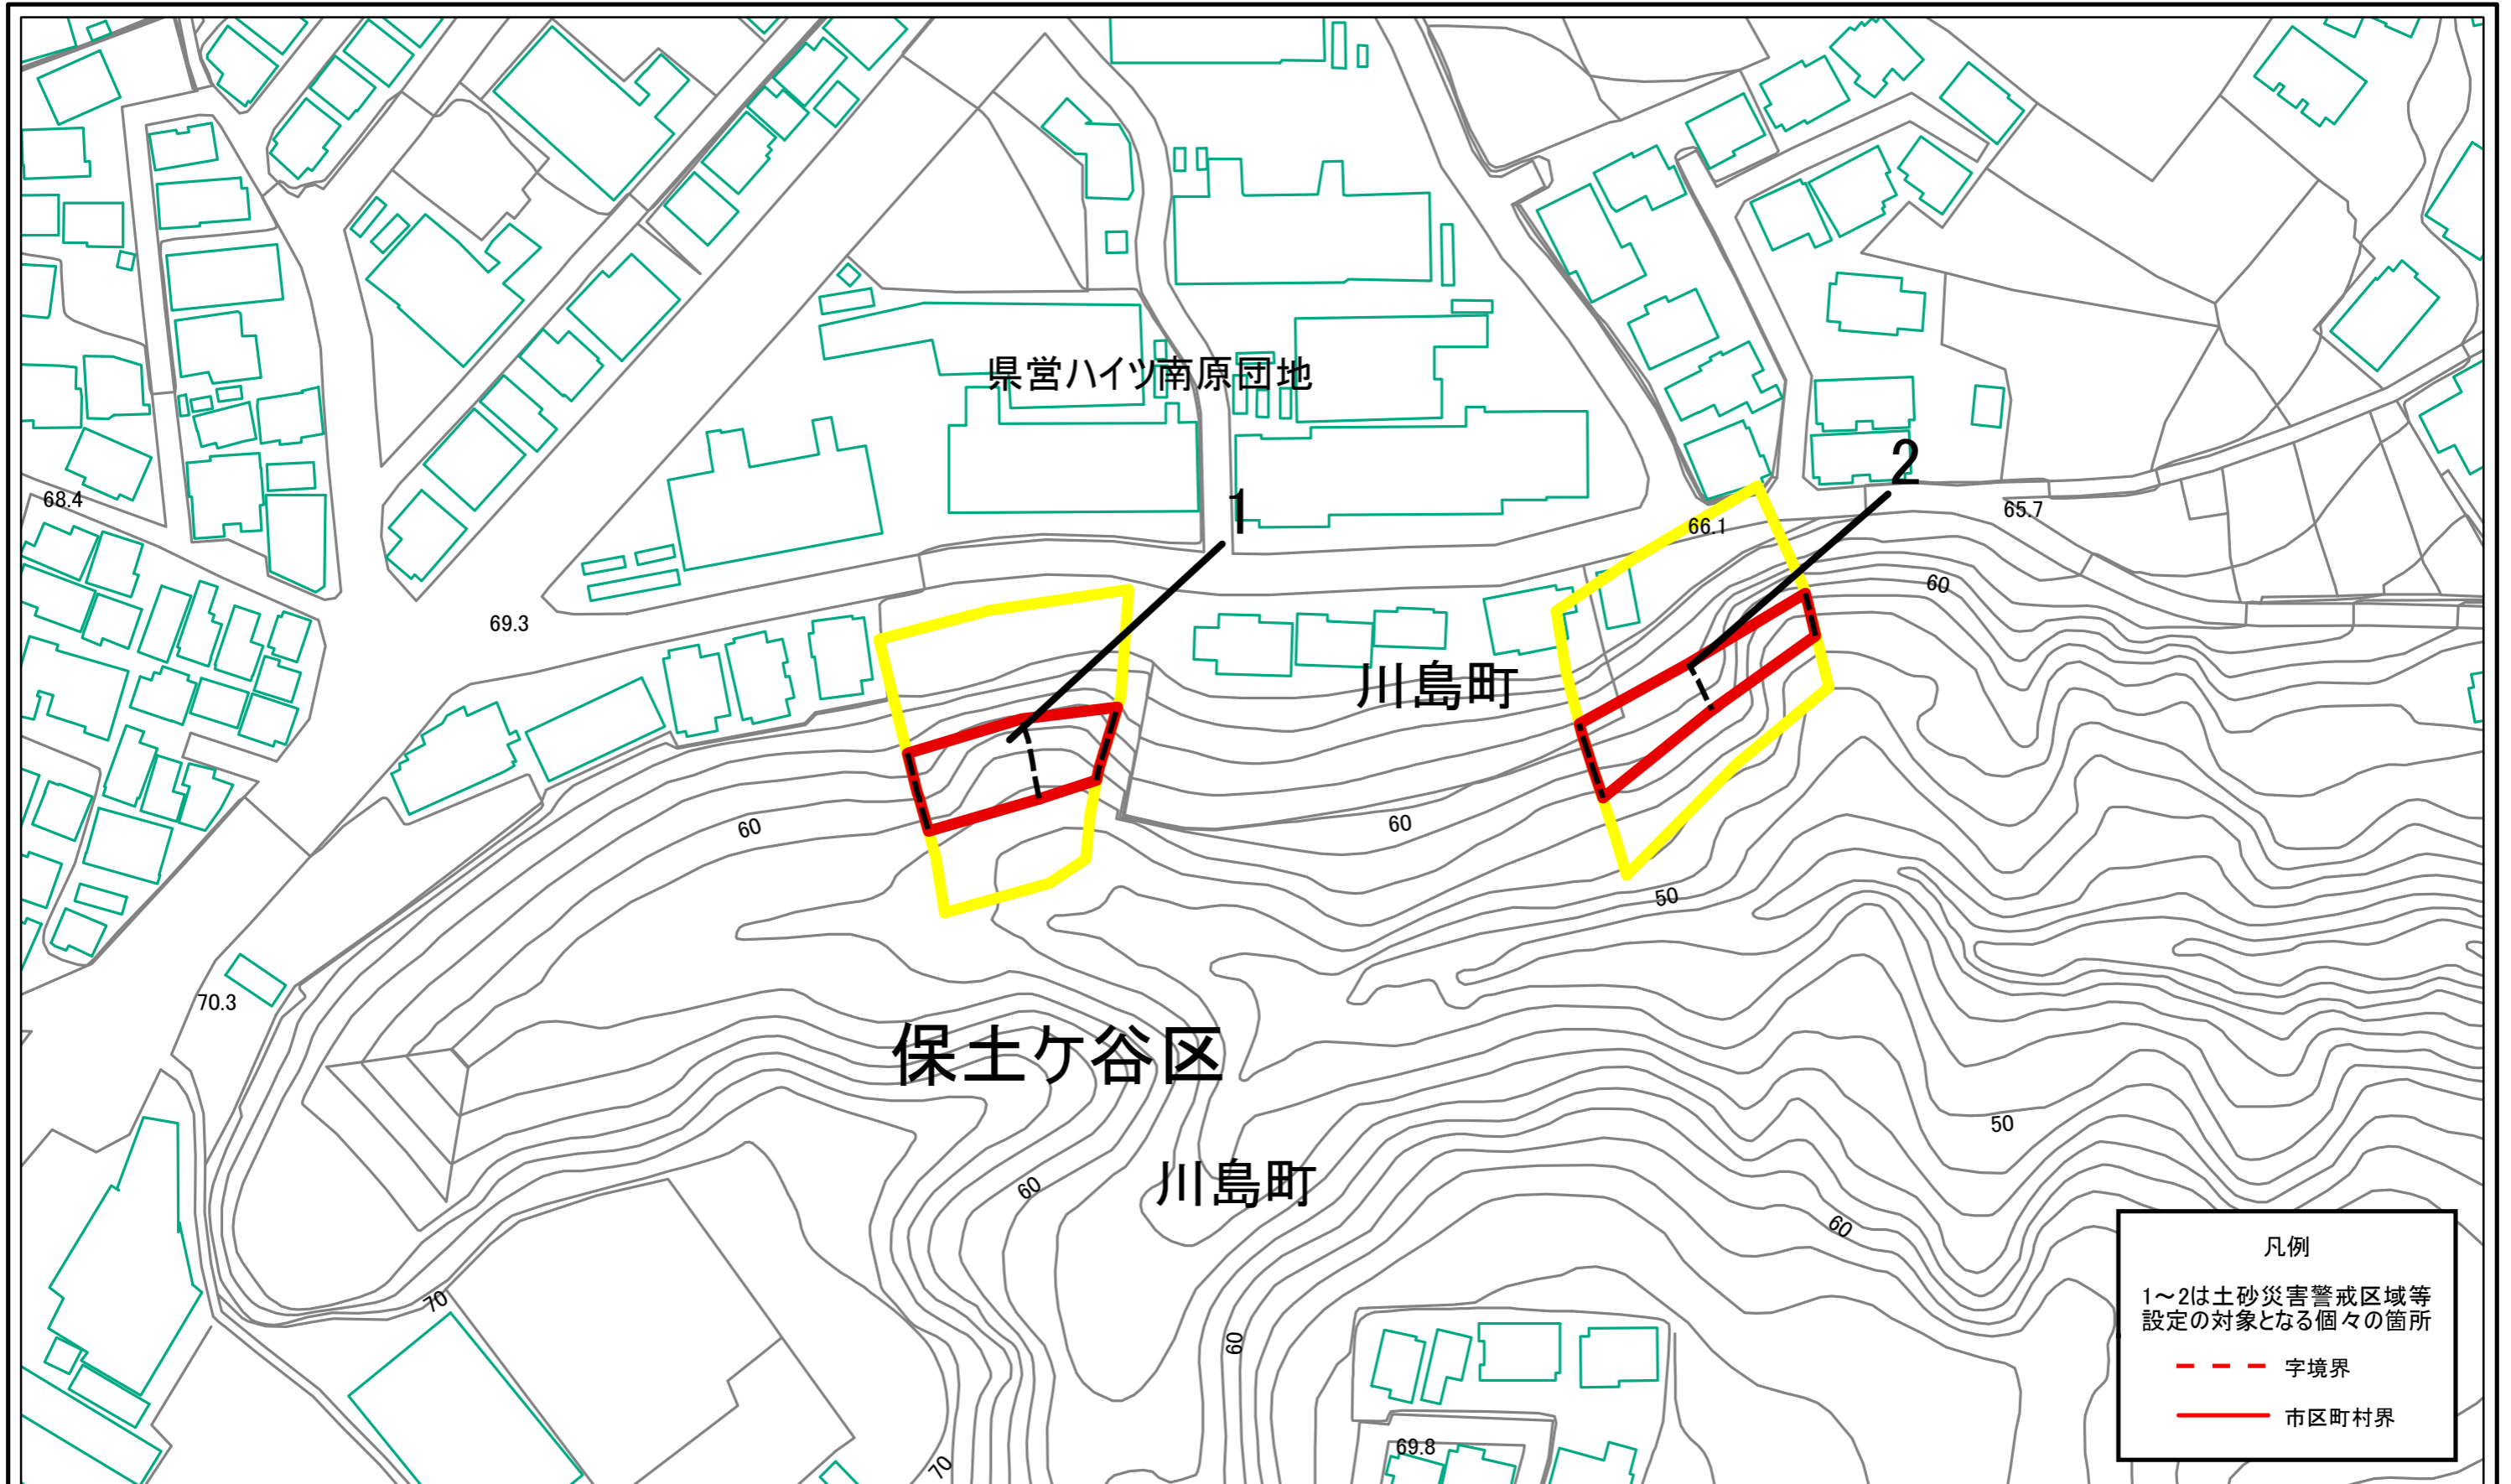 県営ハイツ南原団地
2
68.4
1
65.7
66.1
60
69.3
川島町
60
60
50
70.3
保土ケ谷区
50
川島町
60
60
70
60
69.8
70
凡例
1～2は土砂災害警戒区域等
設定の対象となる個々の箇所
字境界
市区町村界